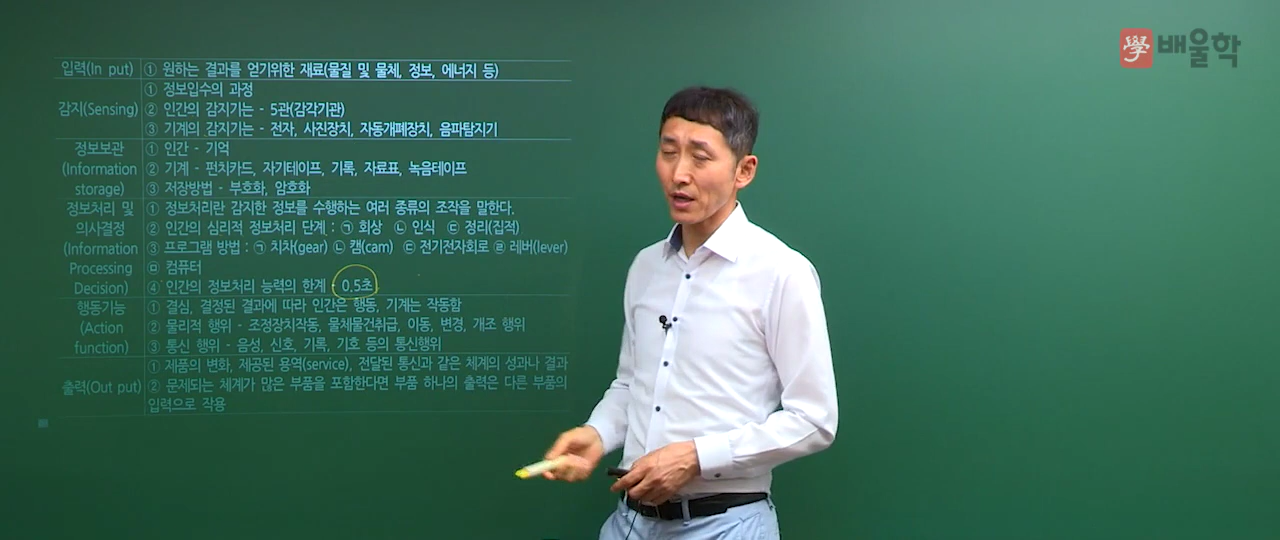 學 배울학
입력(In put) ① 원하는 결과를 얻기위한 재료(물질 및 물체, 정보, 에너지 등)
감지(Sensing)
① 정보입수의 과정
② 인간의 감지기는 - 5관(감각기관)
③ 기계의 감지기는 - 전자, 사진장치, 자동개폐장치, 음파탐지기
정보보관
(Information
storage)
① 인간 - 기억
② 기계 - 펀치카드, 자기테이프, 기록, 자료표, 녹음테이프
③ 저장방법 - 부호화, 암호화
정보처리 및
의사결정
(Information
Processing
Decision)
① 정보처리란 감지한 정보를 수행하는 여러 종류의 조작을 말한다.
② 인간의 심리적 정보처리 단계 : ㉠ 회상 ㉡ 인식 ㉢ 정리(집적)
③ 프로그램 방법 : ㉠ 치차(gear) ㉡ 캠(cam) ㉢ 전기전자회로 ㉣ 레버(lever)
㉤ 컴퓨터
④ 인간의 정보처리 능력의 한계 - 0.5초
행동기능
(Action
function)
① 결심, 결정된 결과에 따라 인간은 행동, 기계는 작동함
② 물리적 행위 - 조정장치작동, 물체물건취급, 이동, 변경, 개조 행위
③ 통신 행위 - 음성, 신호, 기록, 기호 등의 통신행위
출력(Out put)
① 제품의 변화, 제공된 용역(service), 전달된 통신과 같은 체계의 성과나 결과
② 문제되는 체계가 많은 부품을 포함한다면 부품 하나의 출력은 다른 부품의
입력으로 작용